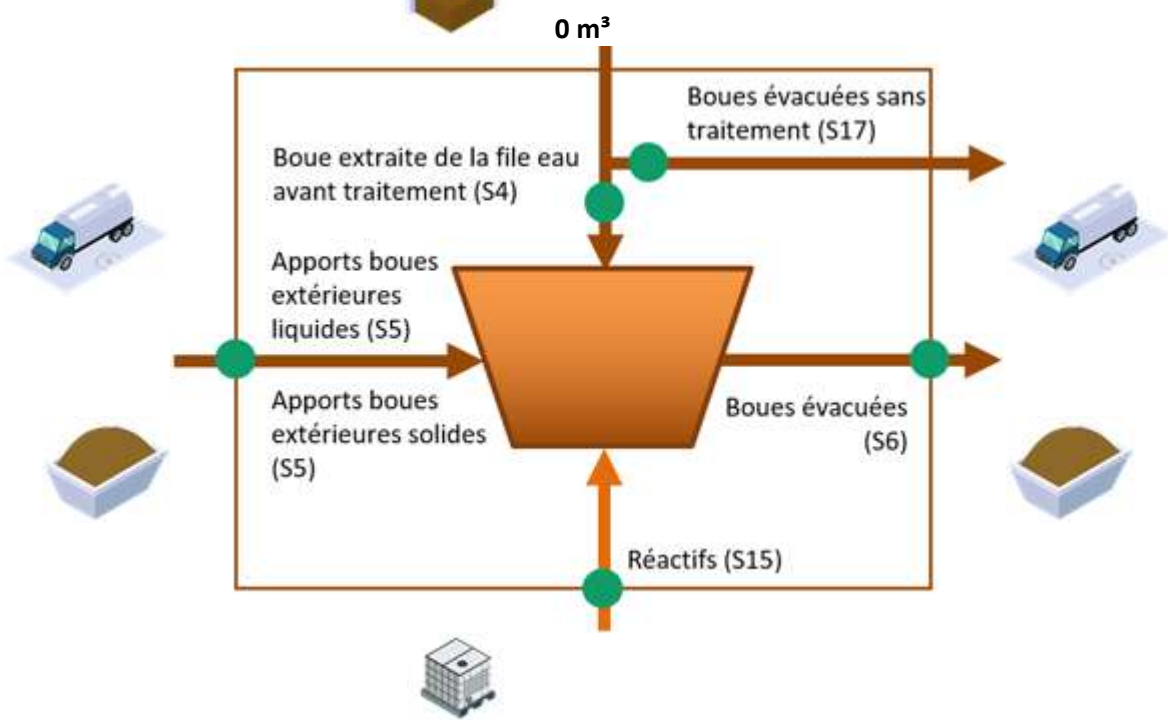 0 m³
Boues évacuées sans
traitement (S17)
Boue extraite de la file eau
avant traitement (S4)
Apports boues
extérieures
liquides (S5)
Apports boues
extérieures solides
(S5)
Boues évacuées
(S6)
Réactifs (S15)